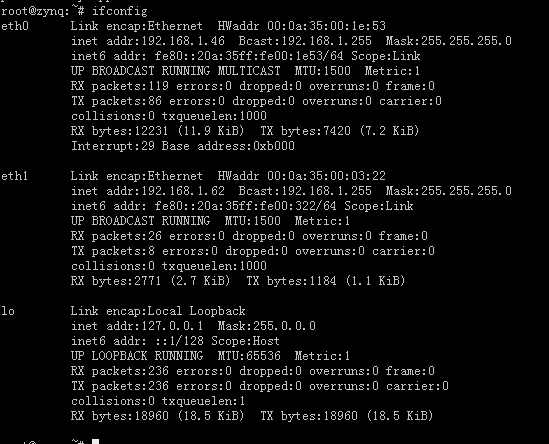 root@zynq:~# ifconfig
eth0      Link encap:Ethernet  HWaddr 00:0a:35:00:1e:53
          inet addr:192.168.1.46  Bcast:192.168.1.255  Mask:255.255.255.0
          inet6 addr: fe80::20a:35ff:fe00:1e53/64 Scope:Link
          UP BROADCAST RUNNING MULTICAST  MTU:1500  Metric:1
          RX packets:119 errors:0 dropped:0 overruns:0 frame:0
          TX packets:86 errors:0 dropped:0 overruns:0 carrier:0
          collisions:0 txqueuelen:1000
          RX bytes:12231 (11.9 KiB)  TX bytes:7420 (7.2 KiB)
          Interrupt:29 Base address:0xb000
eth1      Link encap:Ethernet  HWaddr 00:0a:35:00:03:22
          inet addr:192.168.1.62  Bcast:192.168.1.255  Mask:255.255.255.0
          inet6 addr: fe80::20a:35ff:fe00:322/64 Scope:Link
          UP BROADCAST RUNNING  MTU:1500  Metric:1
          RX packets:26 errors:0 dropped:0 overruns:0 frame:0
          TX packets:8 errors:0 dropped:0 overruns:0 carrier:0
          collisions:0 txqueuelen:1000
          RX bytes:2771 (2.7 KiB)  TX bytes:1184 (1.1 KiB)
lo        Link encap:Local Loopback
          inet addr:127.0.0.1  Mask:255.0.0.0
          inet6 addr: ::1/128 Scope:Host
          UP LOOPBACK RUNNING  MTU:65536  Metric:1
          RX packets:236 errors:0 dropped:0 overruns:0 frame:0
          TX packets:236 errors:0 dropped:0 overruns:0 carrier:0
          collisions:0 txqueuelen:1
          RX bytes:18960 (18.5 KiB)  TX bytes:18960 (18.5 KiB)